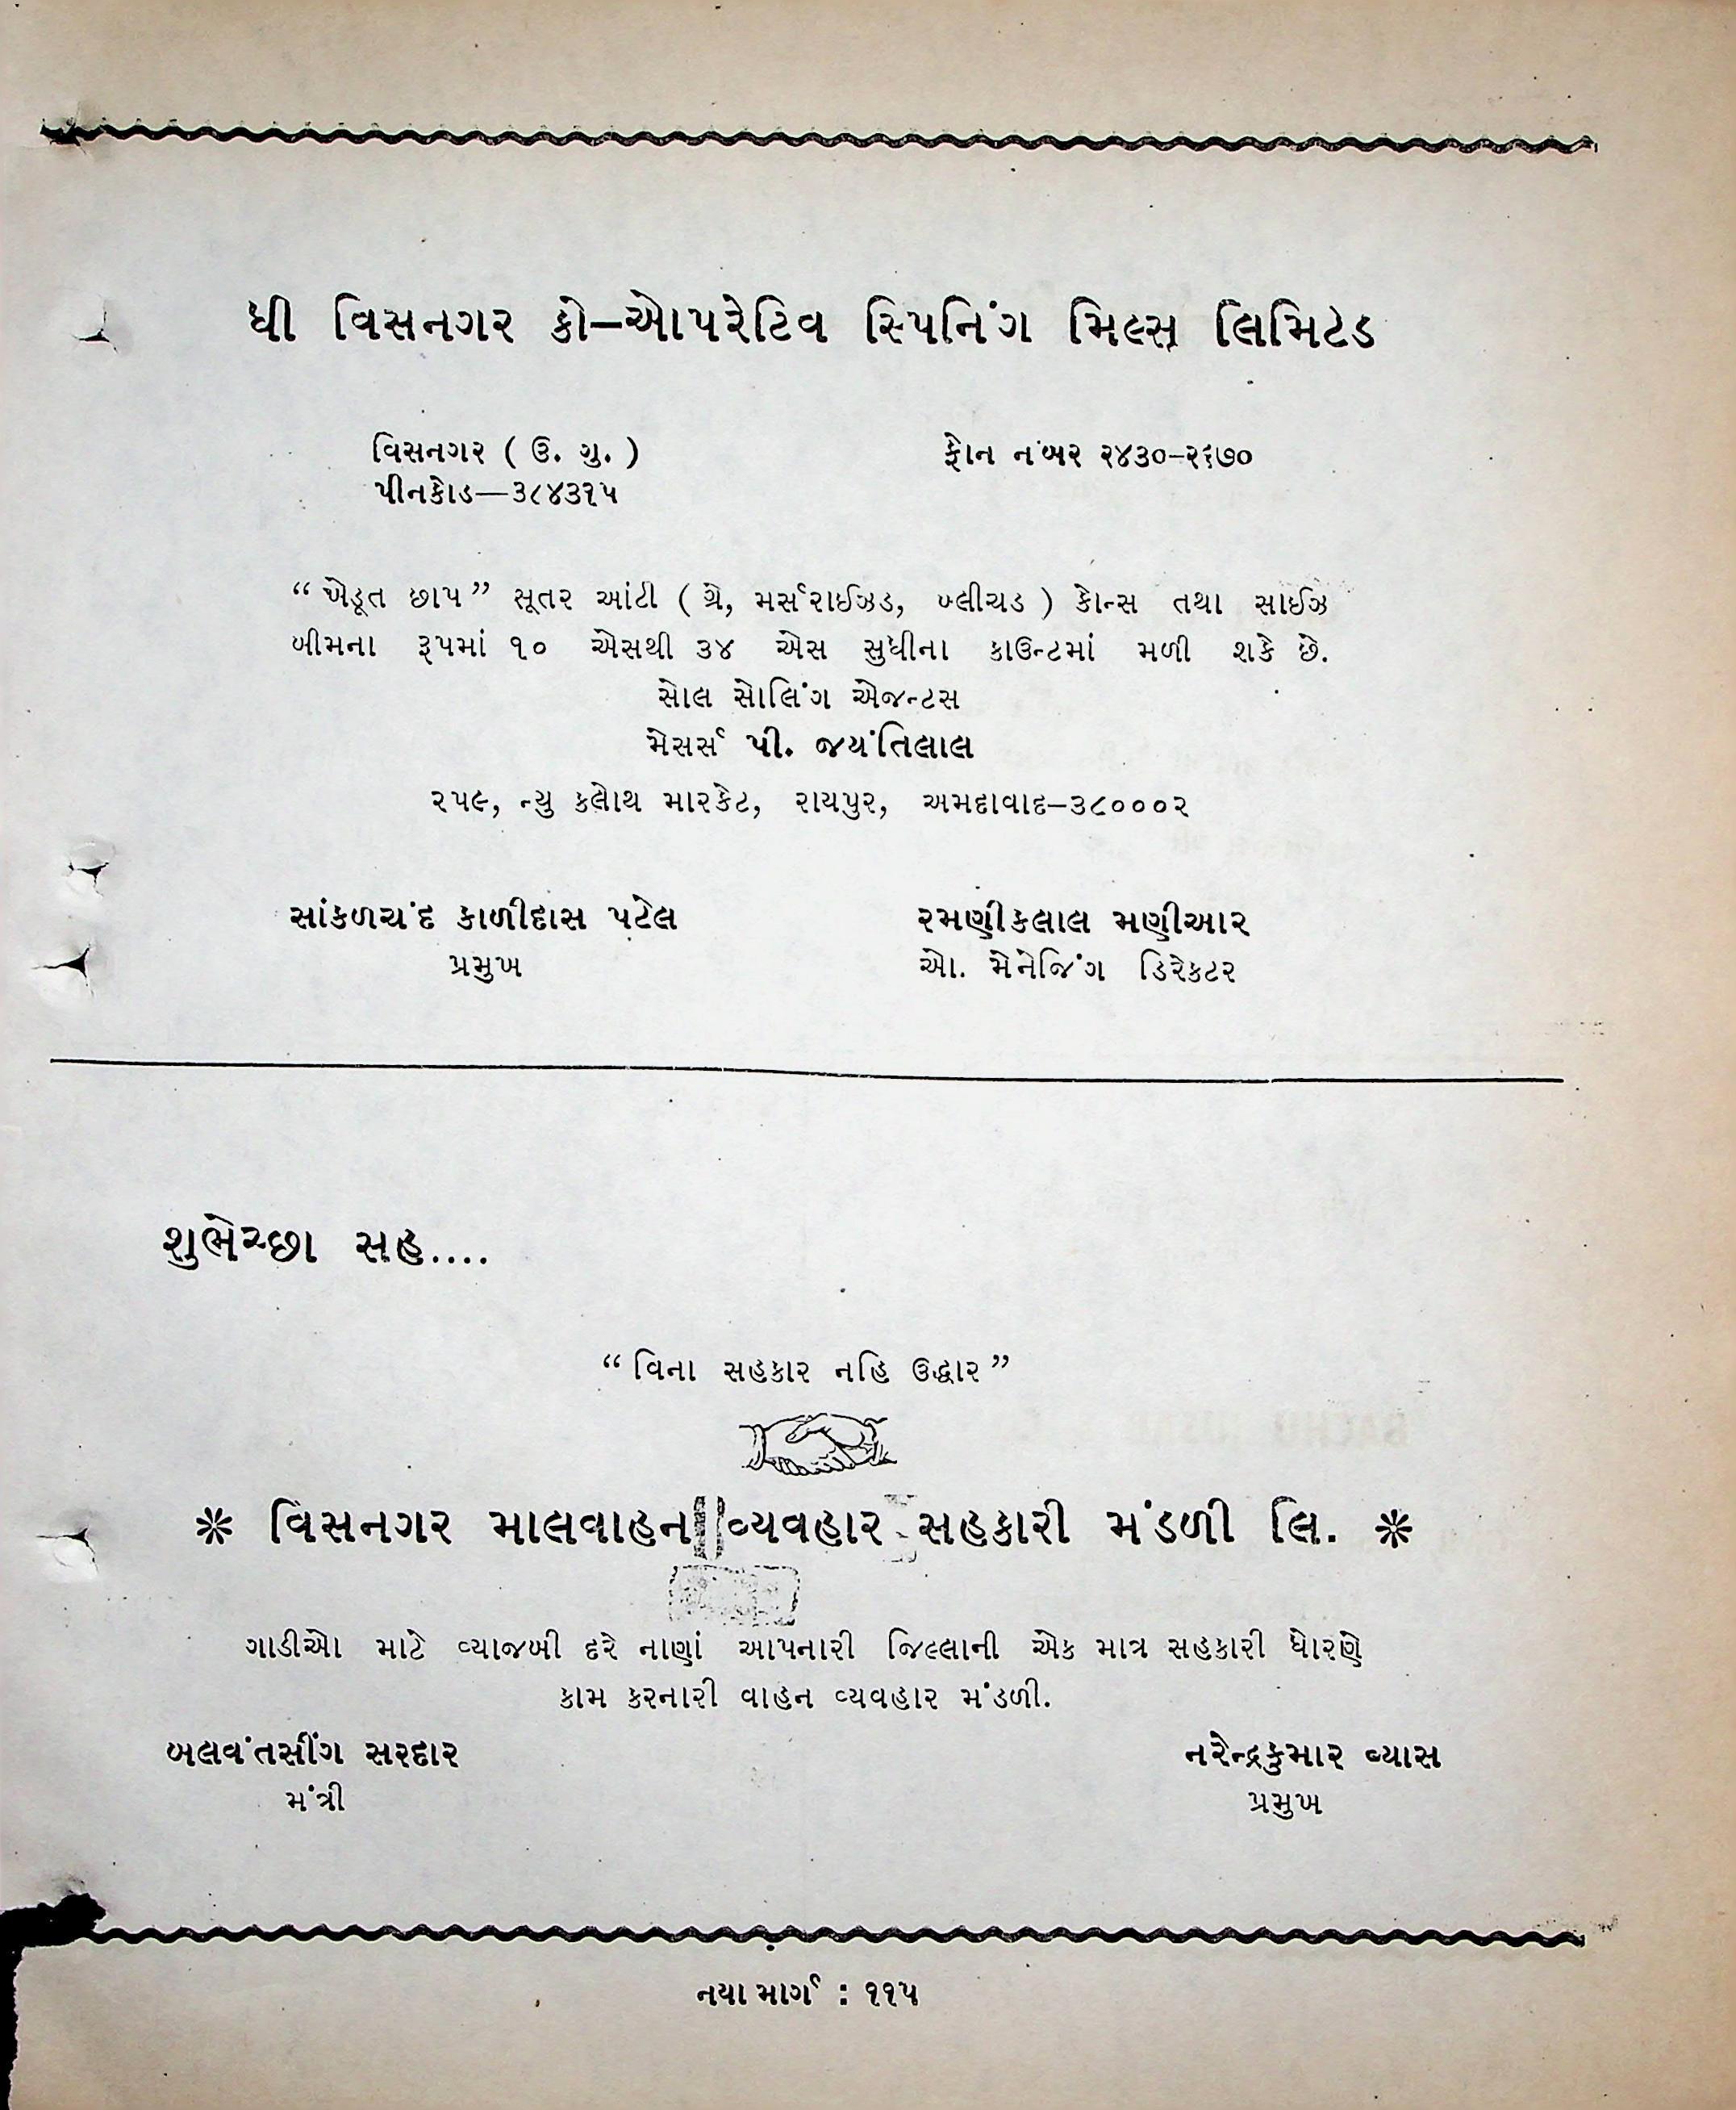 ધી વિસનગર કો–ઓપરેટિવ સ્પિનિંગ મિલ્સ લિમિટેડ
વિસનગર ( ઉ. ગુ. )
પીનકોડ—૩૮૪૩૧૫
ફોન નંબર ૨૪૩૦–૨૬૭૦
“ ખેડૂત છાપ” સૂતર આંટી ( ગ્રે, મર્સરાઈઝડ, બ્લીચડ ) કોન્સ તથા સાઈઝ
બીમના રૂપમાં ૧૦ એસથી ૩૪ એસ સુધીના કાઉન્ટમાં મળી શકે છે.
સોલ સેલિંગ એજન્ટસ
મેસર્સ પી. જયંતિલાલ
૨૫૯, ન્યુ કલોથ મારકેટ, રાયપુર, અમદાવાદ–૩૮૦૦૦૨
સાંકળચંદ કાળીદાસ પટેલ
પ્રમુખ
રમણીકલાલ મણીઆર
ઓ. મેનેજિંગ ડિરેકટર
શુભેચ્છા સહ....
“ વિના સહકાર નહિ ઉદ્ધાર ”
* વિસનગર માલવાહન વ્યવહાર સહકારી મંડળી લિ. *
ગાડીઓ માટે વ્યાજબી દરે નાણાં આપનારી જિલ્લાની એક માત્ર સહકારી ધોરણે
કામ કરનારી વાહન વ્યવહાર મંડળી.
બલવંતસીંગ સરદાર
મંત્રી
નરેન્દ્રકુમાર વ્યાસ
પ્રમુખ
નયા માર્ગ : ૧૧૫